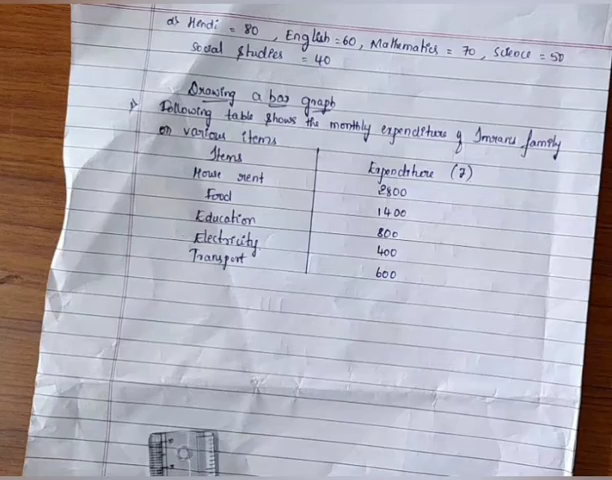 d) Hendi = 80 , English = 60, Mathematics = 70, Science = 50
Social Studies = 40
Drawing a bar graph
Following table shows the monthly expenditure of Imrans family
on various items
Items Expenditure (₹)
House rent 2800
Food 1400
Education 800
Electricity 400
Transport 600